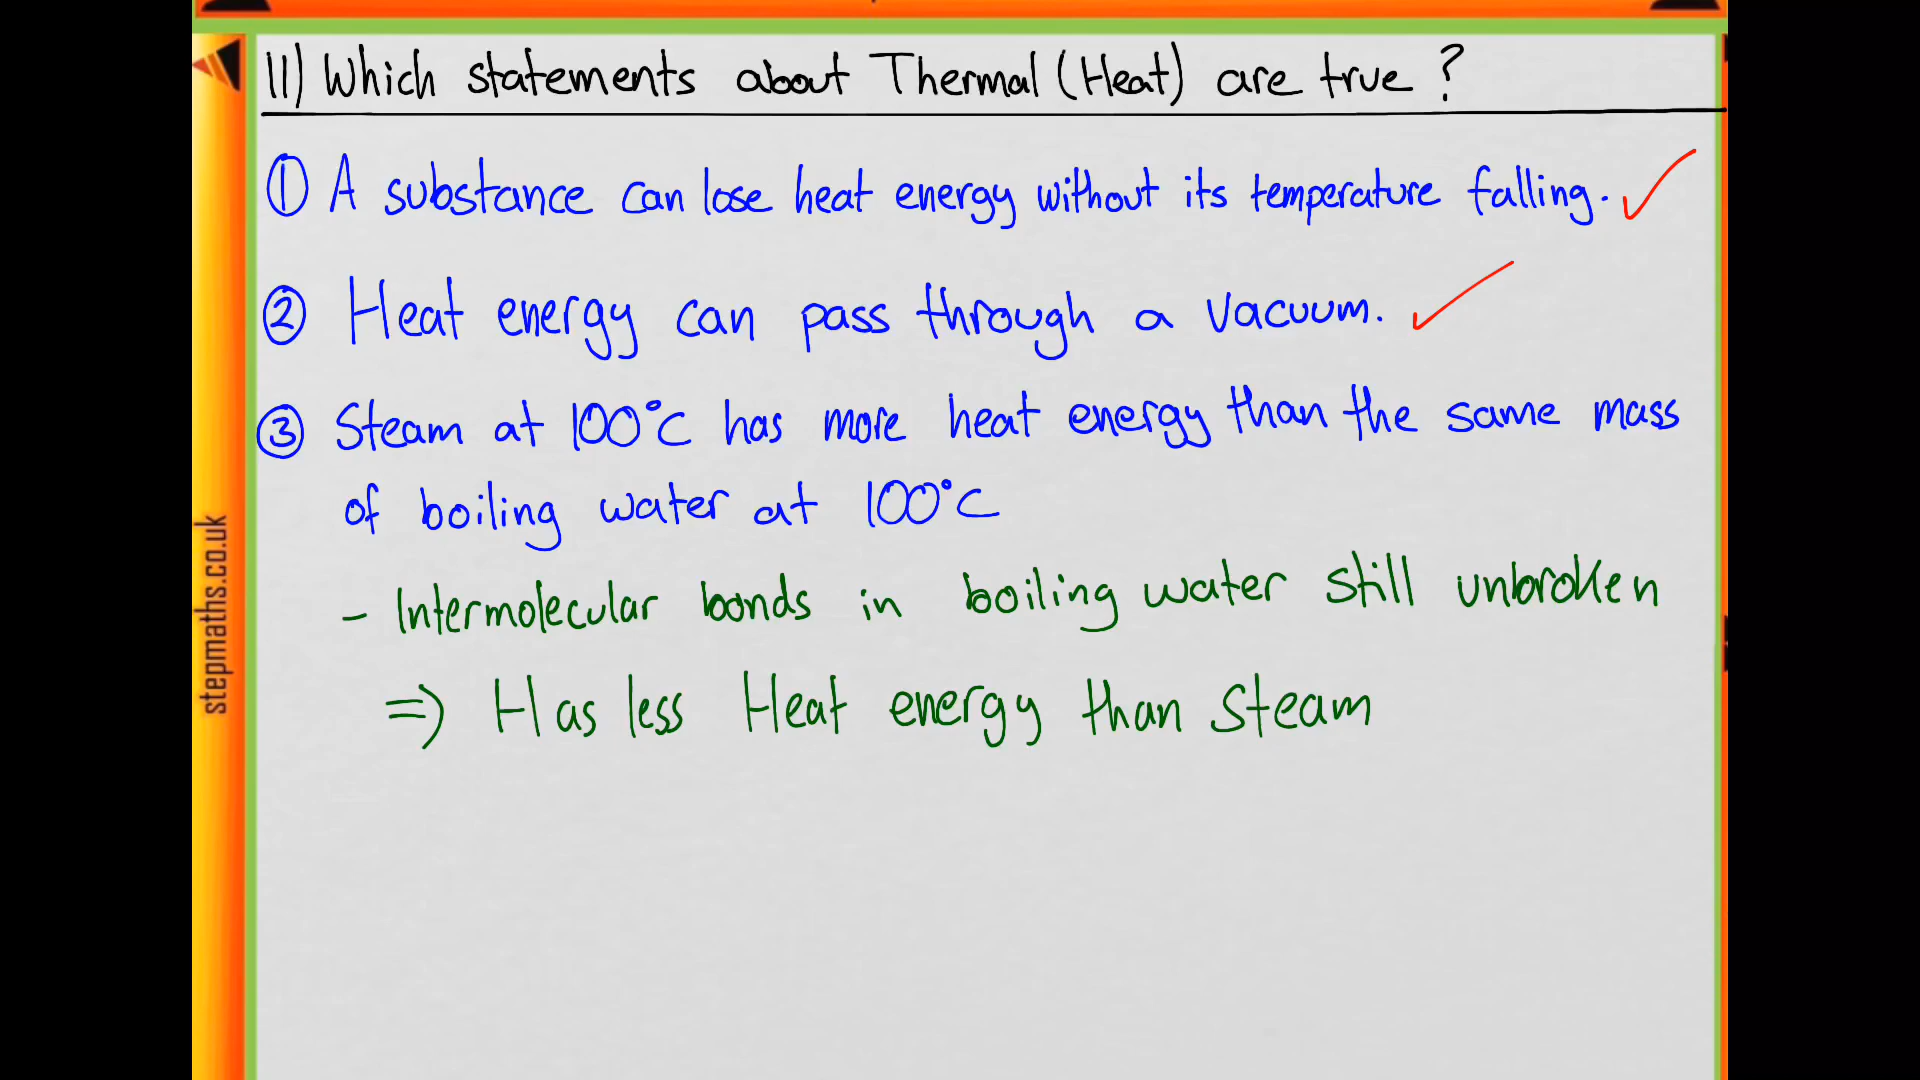 11) Which statements about Thermal (Heat) are true?
① A substance can lose heat energy without its temperature falling. ✓
② Heat energy can pass through a vacuum. ✓
③ Steam at 100°C has more heat energy than the same mass
of boiling water at 100°C
- Intermolecular bonds in boiling water still unbroken
=> Has less Heat energy than steam
stepmaths.co.uk